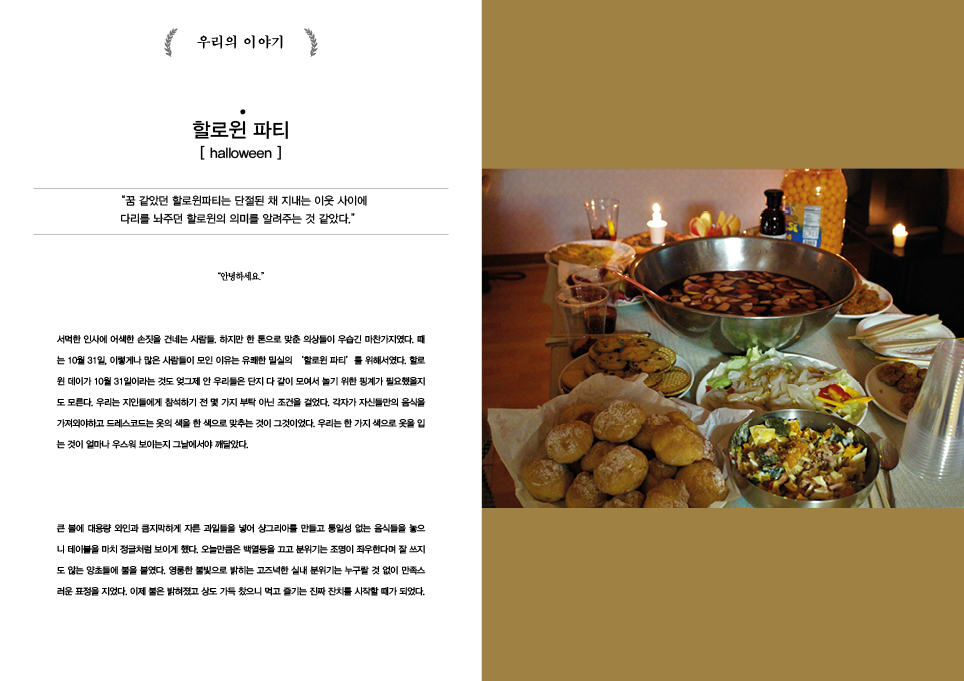 우리의 이야기
할로윈 파티
[ halloween ]
“꿈 같았던 할로윈파티는 단절된 채 지내는 이웃 사이에
다리를 놔주던 할로윈의 의미를 알려주는 것 같았다.”
“안녕하세요.”
서먹한 인사에 어색한 손짓을 건네는 사람들. 하지만 한 톤으로 맞춘 의상들이 우습긴 마찬가지였다. 때
는 10월 31일, 이렇게나 많은 사람들이 모인 이유는 유쾌한 밀실의 ‘할로윈 파티’를 위해서였다. 할로
윈 데이가 10월 31일이라는 것도 엊그제 안 우리들은 단지 다 같이 모여서 놀기 위한 핑계가 필요했을지
도 모른다. 우리는 지인들에게 참석하기 전 몇 가지 부탁 아닌 조건을 걸었다. 각자가 자신들만의 음식을
가져와야하고 드레스코드는 옷의 색을 한 색으로 맞추는 것이 그것이었다. 우리는 한 가지 색으로 옷을 입
는 것이 얼마나 우스워 보이는지 그날에서야 깨달았다.
큰 볼에 대용량 와인과 큼지막하게 자른 과일들을 넣어 샹그리아를 만들고 통일성 없는 음식들을 놓으
니 테이블을 마치 정글처럼 보이게 했다. 오늘만큼은 백열등을 끄고 분위기는 조명이 좌우한다며 잘 쓰지
도 않는 양초들에 불을 붙였다. 영롱한 불빛으로 밝히는 고즈넉한 실내 분위기는 누구랄 것 없이 만족스
러운 표정을 지었다. 이제 불은 밝혀졌고 상도 가득 찼으니 먹고 즐기는 진짜 잔치를 시작할 때가 되었다.